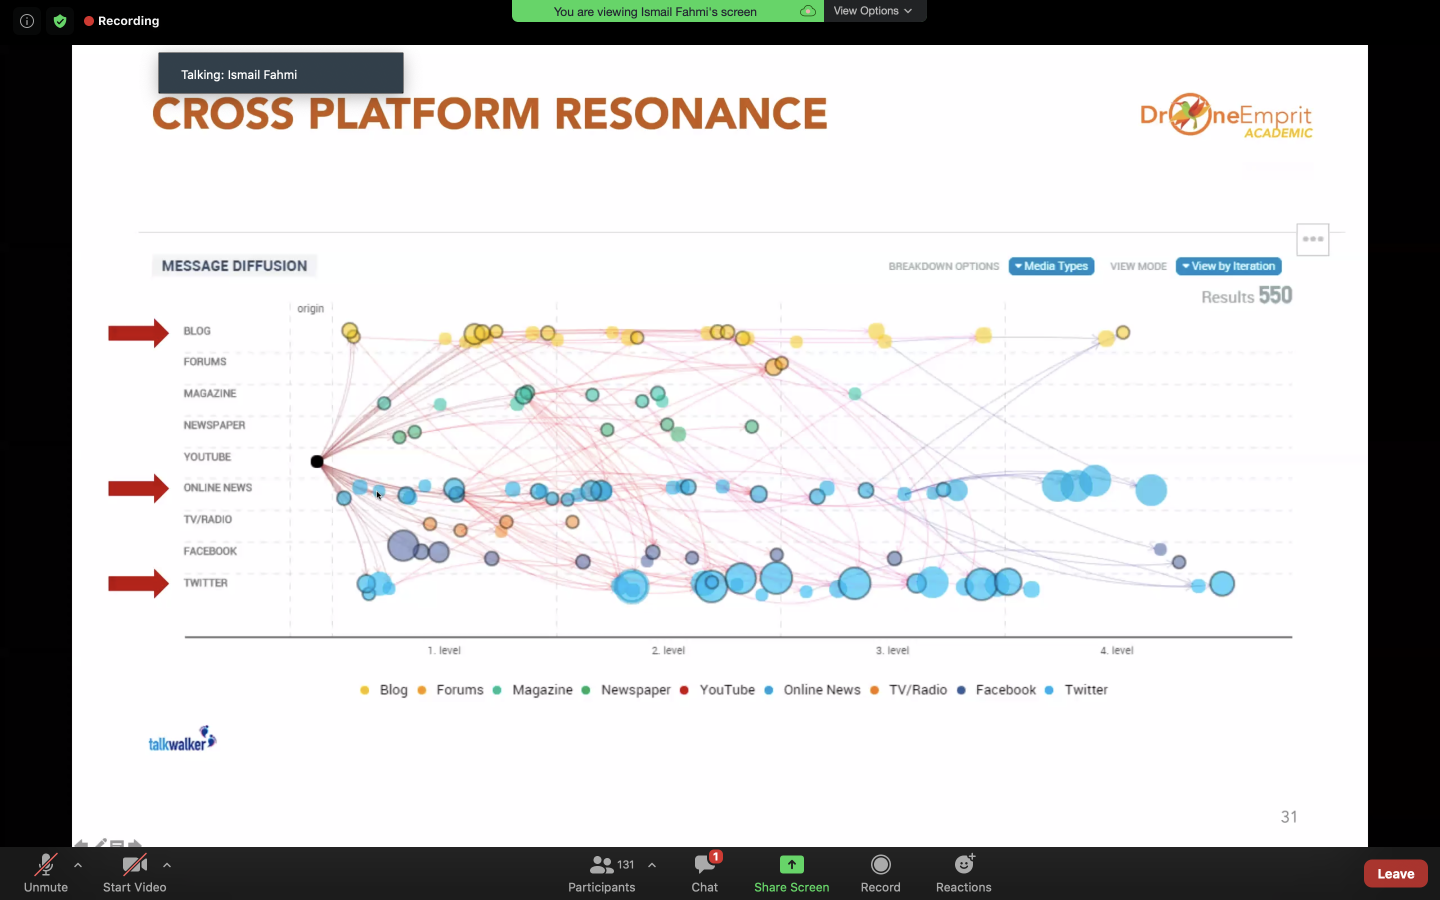 Recording
You are viewing Ismail Fahmi's screen
View Options
Talking: Ismail Fahmi
CROSS PLATFORM RESONANCE
DroneEmprit
ACADEMIC
MESSAGE DIFFUSION
BREAKDOWN OPTIONS Media Types VIEW MODE View by Iteration
Results 550
origin
BLOG
FORUMS
MAGAZINE
NEWSPAPER
YOUTUBE
ONLINE NEWS
TV/RADIO
FACEBOOK
TWITTER
1. level 2. level 3. level 4. level
Blog Forums Magazine Newspaper YouTube Online News TV/Radio Facebook Twitter
talkwalker
31
131
1
Unmute Start Video Participants Chat Share Screen Record Reactions Leave